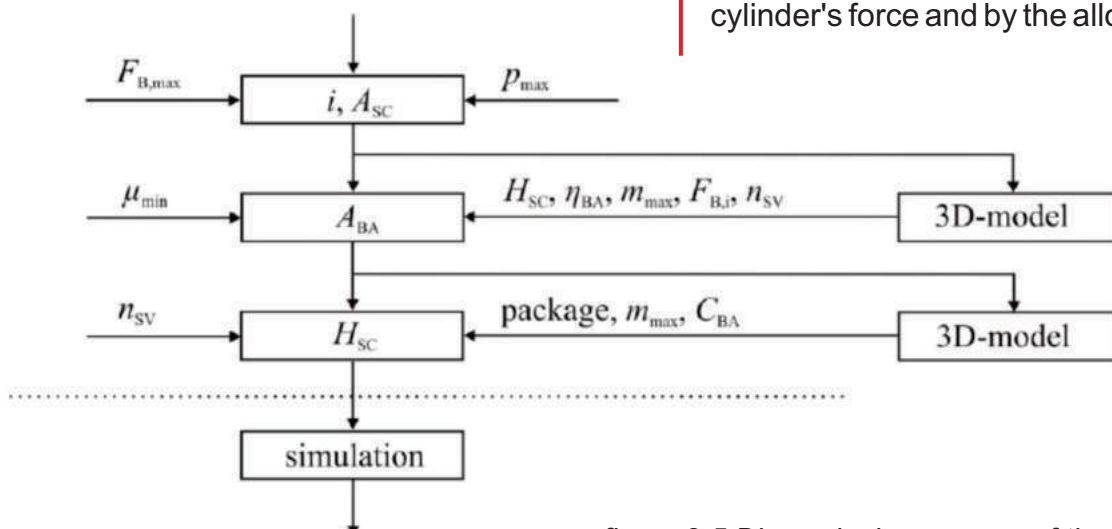 cylinder's force and by the allo
F_B,max
p_max
i, A_SC
μ_min
H_SC, η_BA, m_max, F_B,i, n_SV
A_BA
3D-model
n_SV
package, m_max, C_BA
H_SC
3D-model
simulation